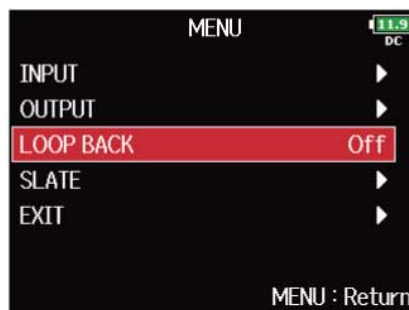 MENU
11.9
DC
INPUT
OUTPUT
LOOP BACK Off
SLATE
EXIT
MENU : Return